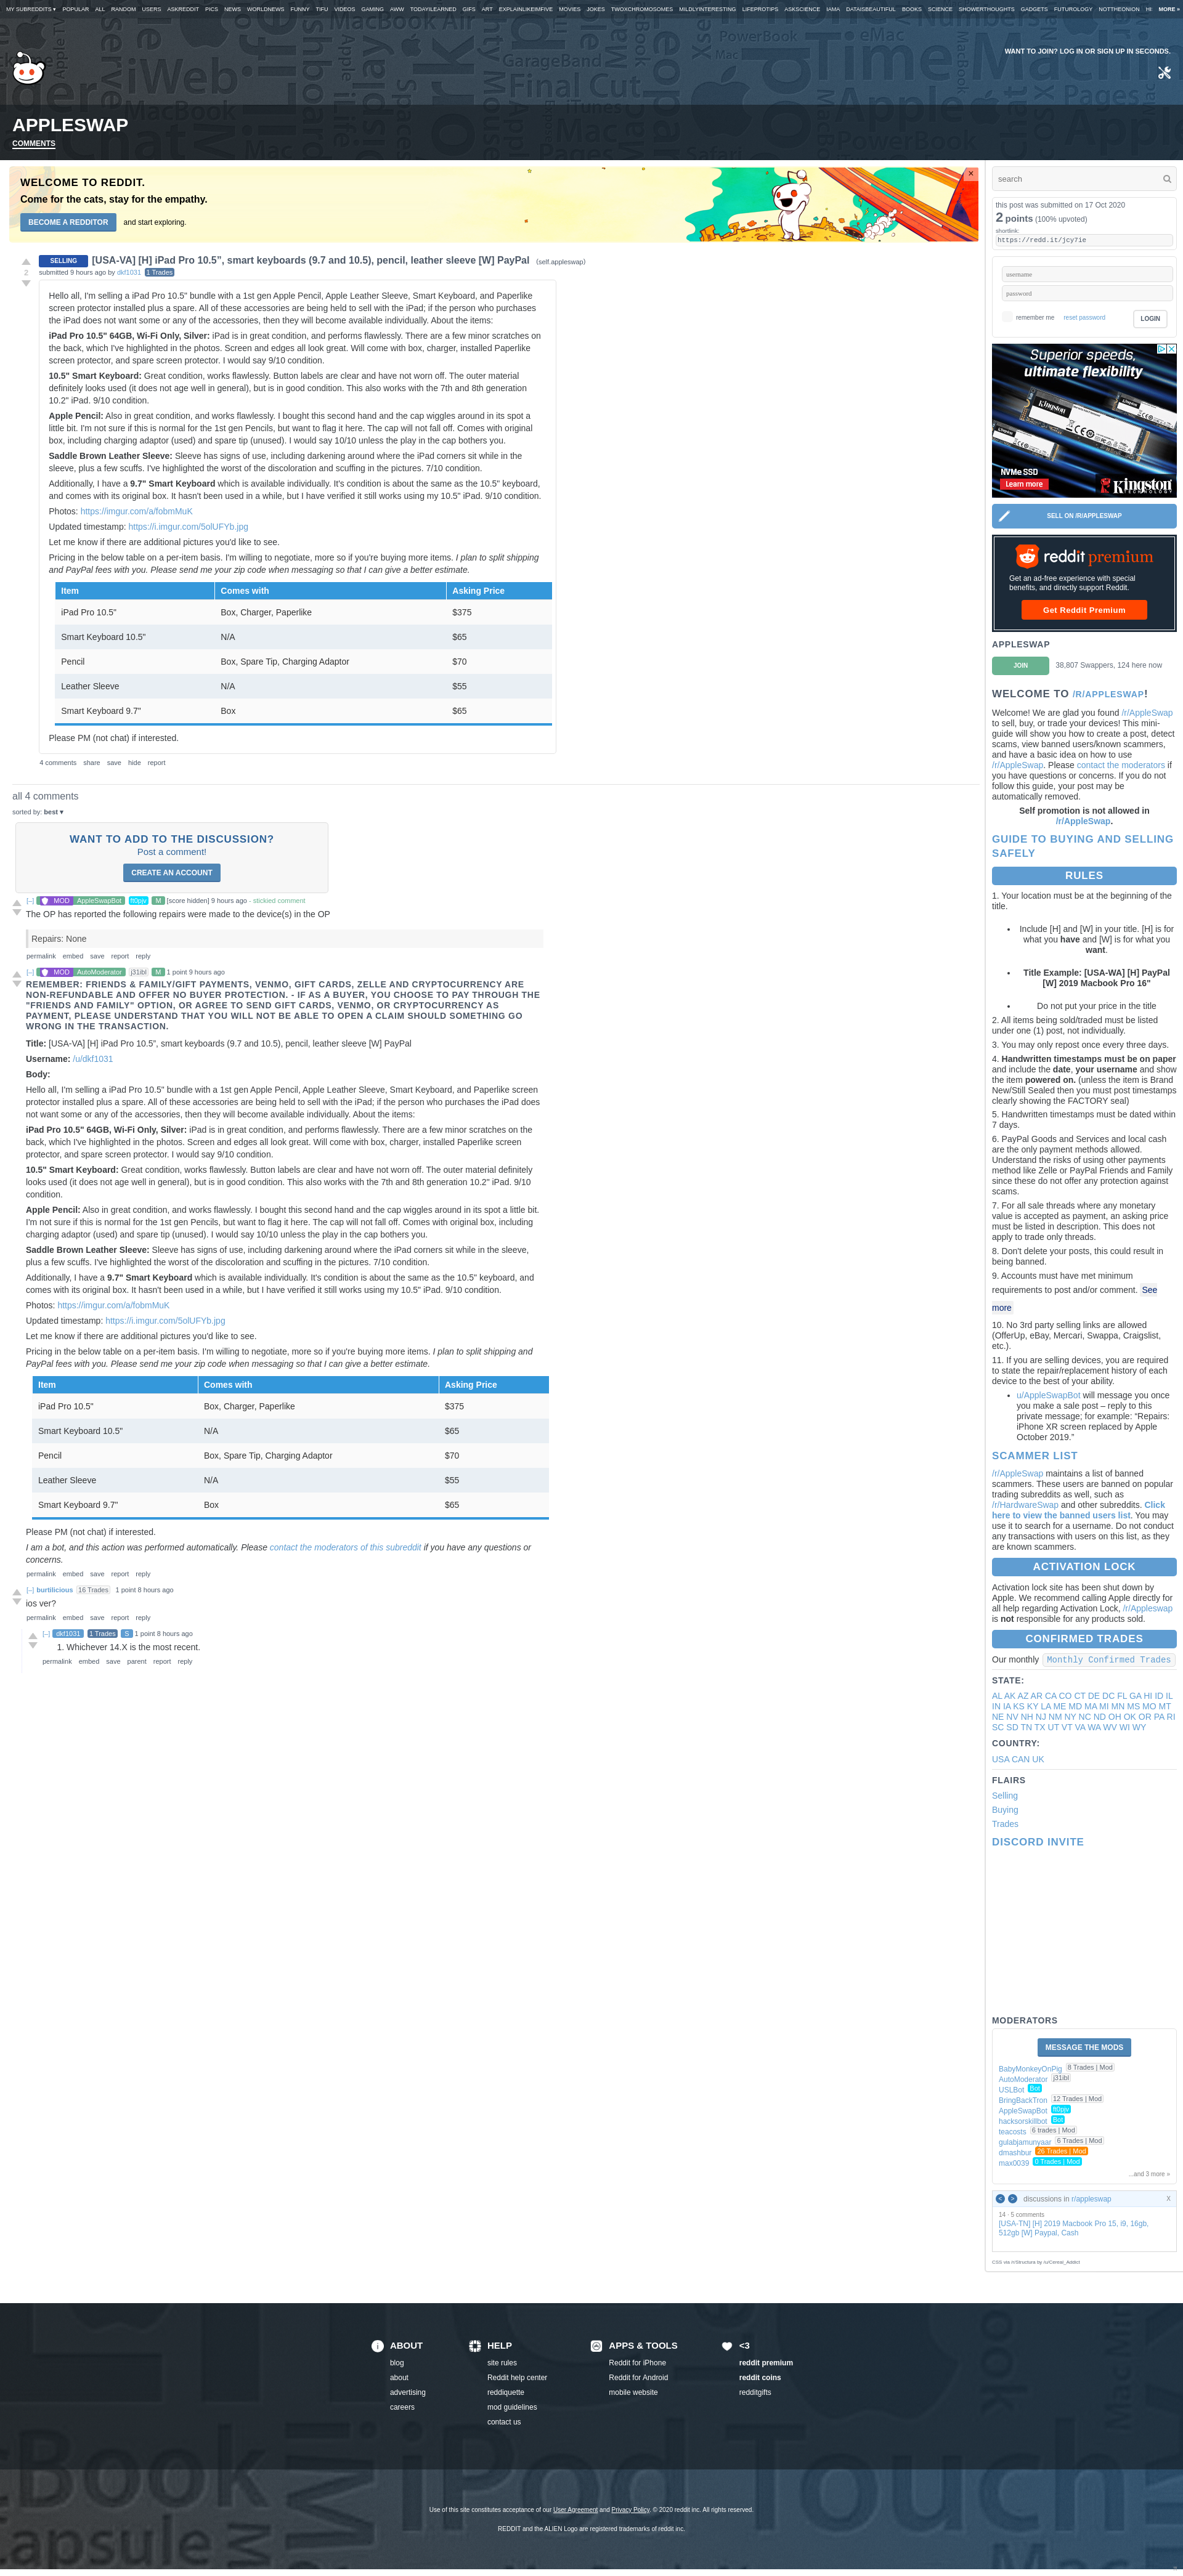 MY SUBREDDITS ▾ POPULAR ALL RANDOM USERS ASKREDDIT PICS NEWS WORLDNEWS FUNNY TIFU VIDEOS GAMING AWW TODAYILEARNED GIFS ART EXPLAINLIKEIMFIVE MOVIES JOKES TWOXCHROMOSOMES MILDLYINTERESTING LIFEPROTIPS ASKSCIENCE IAMA DATAISBEAUTIFUL BOOKS SCIENCE SHOWERTHOUGHTS GADGETS FUTUROLOGY NOTTHEONION HI MORE »
WANT TO JOIN? LOG IN OR SIGN UP IN SECONDS.
APPLESWAP
COMMENTS
WELCOME TO REDDIT.
Come for the cats, stay for the empathy.
BECOME A REDDITOR and start exploring.
SELLING [USA-VA] [H] iPad Pro 10.5", smart keyboards (9.7 and 10.5), pencil, leather sleeve [W] PayPal (self.appleswap)
2
submitted 9 hours ago by dkf1031 1 Trades
Hello all, I'm selling a iPad Pro 10.5" bundle with a 1st gen Apple Pencil, Apple Leather Sleeve, Smart Keyboard, and Paperlike
screen protector installed plus a spare. All of these accessories are being held to sell with the iPad; if the person who purchases
the iPad does not want some or any of the accessories, then they will become available individually. About the items:
iPad Pro 10.5" 64GB, Wi-Fi Only, Silver: iPad is in great condition, and performs flawlessly. There are a few minor scratches on
the back, which I've highlighted in the photos. Screen and edges all look great. Will come with box, charger, installed Paperlike
screen protector, and spare screen protector. I would say 9/10 condition.
10.5" Smart Keyboard: Great condition, works flawlessly. Button labels are clear and have not worn off. The outer material
definitely looks used (it does not age well in general), but is in good condition. This also works with the 7th and 8th generation
10.2" iPad. 9/10 condition.
Apple Pencil: Also in great condition, and works flawlessly. I bought this second hand and the cap wiggles around in its spot a
little bit. I'm not sure if this is normal for the 1st gen Pencils, but want to flag it here. The cap will not fall off. Comes with original
box, including charging adaptor (used) and spare tip (unused). I would say 10/10 unless the play in the cap bothers you.
Saddle Brown Leather Sleeve: Sleeve has signs of use, including darkening around where the iPad corners sit while in the
sleeve, plus a few scuffs. I've highlighted the worst of the discoloration and scuffing in the pictures. 7/10 condition.
Additionally, I have a 9.7" Smart Keyboard which is available individually. It's condition is about the same as the 10.5" keyboard,
and comes with its original box. It hasn't been used in a while, but I have verified it still works using my 10.5" iPad. 9/10 condition.
Photos: https://imgur.com/a/fobmMuK
Updated timestamp: https://i.imgur.com/5olUFYb.jpg
Let me know if there are additional pictures you'd like to see.
Pricing in the below table on a per-item basis. I'm willing to negotiate, more so if you're buying more items. I plan to split shipping
and PayPal fees with you. Please send me your zip code when messaging so that I can give a better estimate.
Item Comes with Asking Price
iPad Pro 10.5" Box, Charger, Paperlike $375
Smart Keyboard 10.5" N/A $65
Pencil Box, Spare Tip, Charging Adaptor $70
Leather Sleeve N/A $55
Smart Keyboard 9.7" Box $65
Please PM (not chat) if interested.
4 comments share save hide report
all 4 comments
sorted by: best ▾
WANT TO ADD TO THE DISCUSSION?
Post a comment!
CREATE AN ACCOUNT
[–] MOD AppleSwapBot ft0pjv M [score hidden] 9 hours ago - stickied comment
The OP has reported the following repairs were made to the device(s) in the OP
Repairs: None
permalink embed save report reply
[–] MOD AutoModerator j31ibl M 1 point 9 hours ago
REMEMBER: FRIENDS & FAMILY/GIFT PAYMENTS, VENMO, GIFT CARDS, ZELLE AND CRYPTOCURRENCY ARE
NON-REFUNDABLE AND OFFER NO BUYER PROTECTION. - IF AS A BUYER, YOU CHOOSE TO PAY THROUGH THE
"FRIENDS AND FAMILY" OPTION, OR AGREE TO SEND GIFT CARDS, VENMO, OR CRYPTOCURRENCY AS
PAYMENT, PLEASE UNDERSTAND THAT YOU WILL NOT BE ABLE TO OPEN A CLAIM SHOULD SOMETHING GO
WRONG IN THE TRANSACTION.
Title: [USA-VA] [H] iPad Pro 10.5", smart keyboards (9.7 and 10.5), pencil, leather sleeve [W] PayPal
Username: /u/dkf1031
Body:
Hello all, I'm selling a iPad Pro 10.5" bundle with a 1st gen Apple Pencil, Apple Leather Sleeve, Smart Keyboard, and Paperlike screen
protector installed plus a spare. All of these accessories are being held to sell with the iPad; if the person who purchases the iPad does
not want some or any of the accessories, then they will become available individually. About the items:
iPad Pro 10.5" 64GB, Wi-Fi Only, Silver: iPad is in great condition, and performs flawlessly. There are a few minor scratches on the
back, which I've highlighted in the photos. Screen and edges all look great. Will come with box, charger, installed Paperlike screen
protector, and spare screen protector. I would say 9/10 condition.
10.5" Smart Keyboard: Great condition, works flawlessly. Button labels are clear and have not worn off. The outer material definitely
looks used (it does not age well in general), but is in good condition. This also works with the 7th and 8th generation 10.2" iPad. 9/10
condition.
Apple Pencil: Also in great condition, and works flawlessly. I bought this second hand and the cap wiggles around in its spot a little bit.
I'm not sure if this is normal for the 1st gen Pencils, but want to flag it here. The cap will not fall off. Comes with original box, including
charging adaptor (used) and spare tip (unused). I would say 10/10 unless the play in the cap bothers you.
Saddle Brown Leather Sleeve: Sleeve has signs of use, including darkening around where the iPad corners sit while in the sleeve,
plus a few scuffs. I've highlighted the worst of the discoloration and scuffing in the pictures. 7/10 condition.
Additionally, I have a 9.7" Smart Keyboard which is available individually. It's condition is about the same as the 10.5" keyboard, and
comes with its original box. It hasn't been used in a while, but I have verified it still works using my 10.5" iPad. 9/10 condition.
Photos: https://imgur.com/a/fobmMuK
Updated timestamp: https://i.imgur.com/5olUFYb.jpg
Let me know if there are additional pictures you'd like to see.
Pricing in the below table on a per-item basis. I'm willing to negotiate, more so if you're buying more items. I plan to split shipping and
PayPal fees with you. Please send me your zip code when messaging so that I can give a better estimate.
Item Comes with Asking Price
iPad Pro 10.5" Box, Charger, Paperlike $375
Smart Keyboard 10.5" N/A $65
Pencil Box, Spare Tip, Charging Adaptor $70
Leather Sleeve N/A $55
Smart Keyboard 9.7" Box $65
Please PM (not chat) if interested.
I am a bot, and this action was performed automatically. Please contact the moderators of this subreddit if you have any questions or
concerns.
permalink embed save report reply
[–] burtilicious 16 Trades 1 point 8 hours ago
ios ver?
permalink embed save report reply
[–] dkf1031 1 Trades S 1 point 8 hours ago
1. Whichever 14.X is the most recent.
permalink embed save parent report reply
search
this post was submitted on 17 Oct 2020
2 points (100% upvoted)
shortlink:
https://redd.it/jcy7ie
username
password
remember me reset password LOGIN
Superior speeds,
ultimate flexibility
NVMe SSD
Learn more
Kingston
TECHNOLOGY
SELL ON /R/APPLESWAP
reddit premium
Get an ad-free experience with special
benefits, and directly support Reddit.
Get Reddit Premium
APPLESWAP
JOIN 38,807 Swappers, 124 here now
WELCOME TO /R/APPLESWAP!
Welcome! We are glad you found /r/AppleSwap
to sell, buy, or trade your devices! This mini-
guide will show you how to create a post, detect
scams, view banned users/known scammers,
and have a basic idea on how to use
/r/AppleSwap. Please contact the moderators if
you have questions or concerns. If you do not
follow this guide, your post may be
automatically removed.
Self promotion is not allowed in
/r/AppleSwap.
GUIDE TO BUYING AND SELLING
SAFELY
RULES
1. Your location must be at the beginning of the
title.
• Include [H] and [W] in your title. [H] is for
what you have and [W] is for what you
want.
• Title Example: [USA-WA] [H] PayPal
[W] 2019 Macbook Pro 16"
• Do not put your price in the title
2. All items being sold/traded must be listed
under one (1) post, not individually.
3. You may only repost once every three days.
4. Handwritten timestamps must be on paper
and include the date, your username and show
the item powered on. (unless the item is Brand
New/Still Sealed then you must post timestamps
clearly showing the FACTORY seal)
5. Handwritten timestamps must be dated within
7 days.
6. PayPal Goods and Services and local cash
are the only payment methods allowed.
Understand the risks of using other payments
method like Zelle or PayPal Friends and Family
since these do not offer any protection against
scams.
7. For all sale threads where any monetary
value is accepted as payment, an asking price
must be listed in description. This does not
apply to trade only threads.
8. Don't delete your posts, this could result in
being banned.
9. Accounts must have met minimum
requirements to post and/or comment. See
more
10. No 3rd party selling links are allowed
(OfferUp, eBay, Mercari, Swappa, Craigslist,
etc.).
11. If you are selling devices, you are required
to state the repair/replacement history of each
device to the best of your ability.
• u/AppleSwapBot will message you once
you make a sale post – reply to this
private message; for example: "Repairs:
iPhone XR screen replaced by Apple
October 2019."
SCAMMER LIST
/r/AppleSwap maintains a list of banned
scammers. These users are banned on popular
trading subreddits as well, such as
/r/HardwareSwap and other subreddits. Click
here to view the banned users list. You may
use it to search for a username. Do not conduct
any transactions with users on this list, as they
are known scammers.
ACTIVATION LOCK
Activation lock site has been shut down by
Apple. We recommend calling Apple directly for
all help regarding Activation Lock, /r/Appleswap
is not responsible for any products sold.
CONFIRMED TRADES
Our monthly Monthly Confirmed Trades
STATE:
AL AK AZ AR CA CO CT DE DC FL GA HI ID IL
IN IA KS KY LA ME MD MA MI MN MS MO MT
NE NV NH NJ NM NY NC ND OH OK OR PA RI
SC SD TN TX UT VT VA WA WV WI WY
COUNTRY:
USA CAN UK
FLAIRS
Selling
Buying
Trades
DISCORD INVITE
MODERATORS
MESSAGE THE MODS
BabyMonkeyOnPig 8 Trades | Mod
AutoModerator j31ibl
USLBot Bot
BringBackTron 12 Trades | Mod
AppleSwapBot ft0pjv
hacksorskillbot Bot
teacosts 6 trades | Mod
gulabjamunyaar 6 Trades | Mod
dmashbur 26 Trades | Mod
max0039 0 Trades | Mod
...and 3 more »
< > discussions in r/appleswap X
14 · 5 comments
[USA-TN] [H] 2019 Macbook Pro 15, i9, 16gb,
512gb [W] Paypal, Cash
CSS via /r/Structura by /u/Cereal_Addict
ABOUT
blog
about
advertising
careers
HELP
site rules
Reddit help center
reddiquette
mod guidelines
contact us
APPS & TOOLS
Reddit for iPhone
Reddit for Android
mobile website
<3
reddit premium
reddit coins
redditgifts
Use of this site constitutes acceptance of our User Agreement and Privacy Policy. © 2020 reddit inc. All rights reserved.
REDDIT and the ALIEN Logo are registered trademarks of reddit inc.